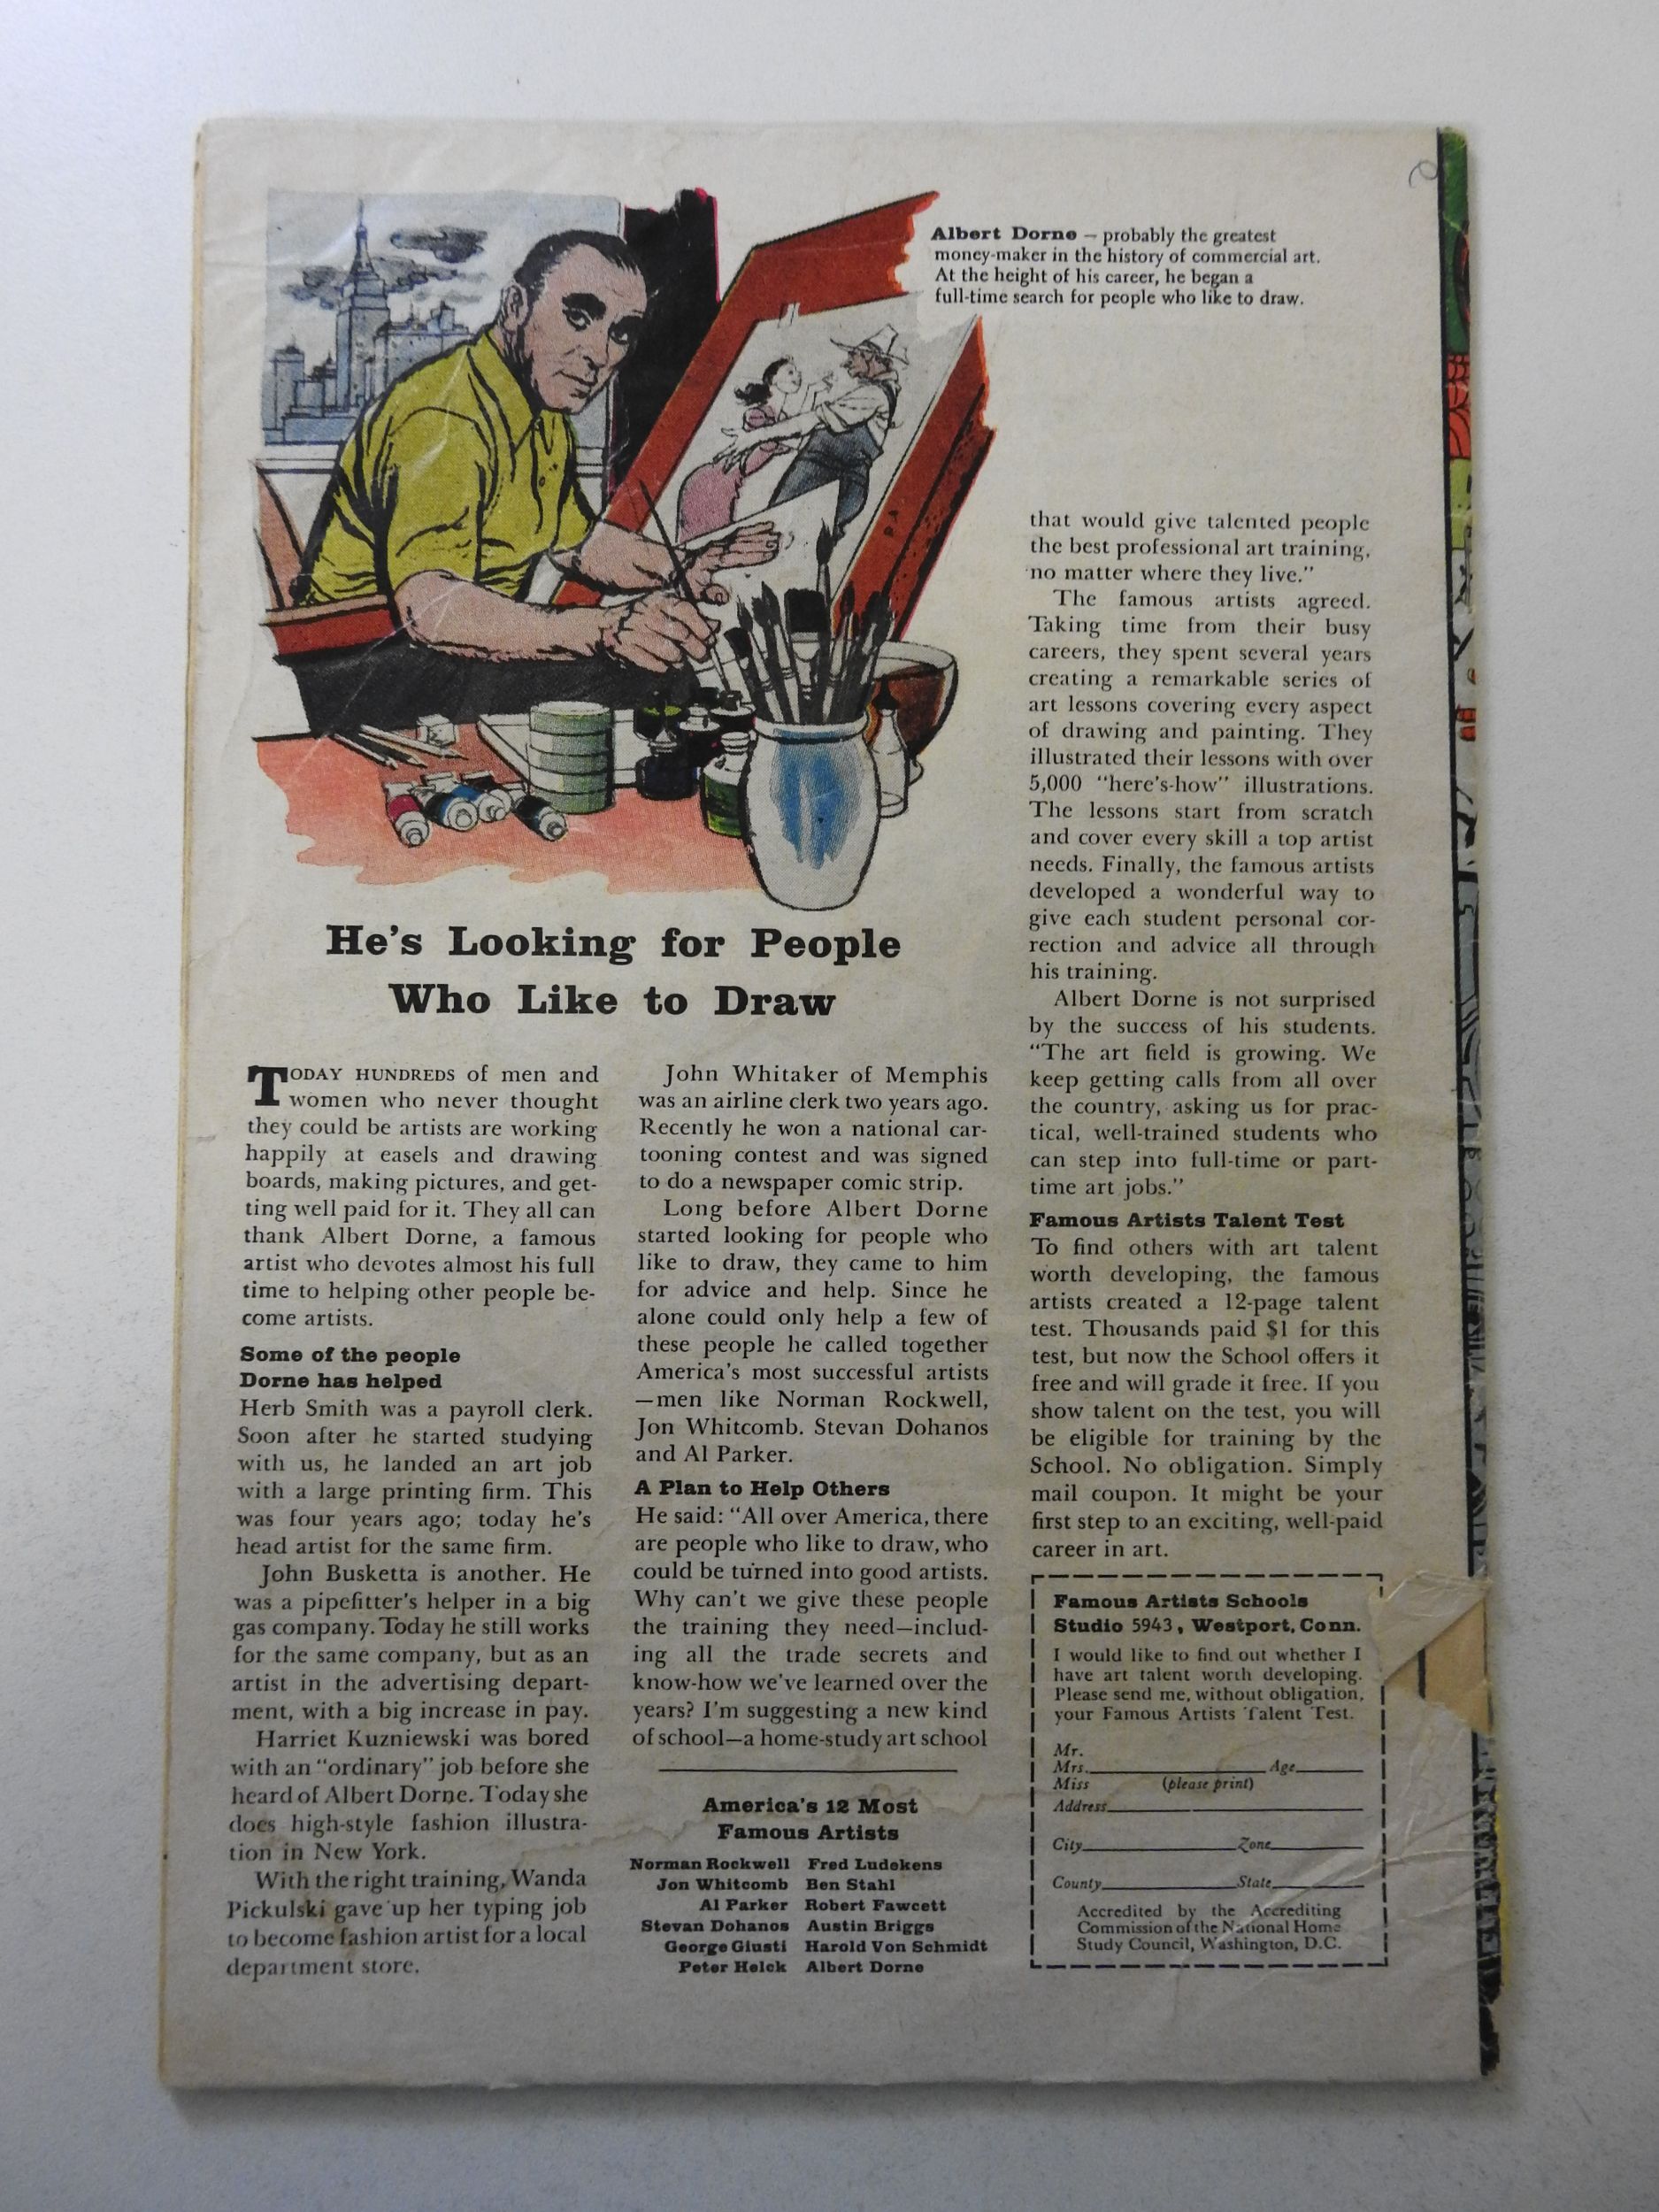 Albert Dorne – probably the greatest
money-maker in the history of commercial art.
At the height of his career, he began a
full-time search for people who like to draw.
He's Looking for People
Who Like to Draw
TODAY HUNDREDS of men and
women who never thought
they could be artists are working
happily at easels and drawing
boards, making pictures, and get-
ting well paid for it. They all can
thank Albert Dorne, a famous
artist who devotes almost his full
time to helping other people be-
come artists.
Some of the people
Dorne has helped
Herb Smith was a payroll clerk.
Soon after he started studying
with us, he landed an art job
with a large printing firm. This
was four years ago; today he's
head artist for the same firm.
John Busketta is another. He
was a pipefitter's helper in a big
gas company. Today he still works
for the same company, but as an
artist in the advertising depart-
ment, with a big increase in pay.
Harriet Kuzniewski was bored
with an "ordinary" job before she
heard of Albert Dorne. Today she
does high-style fashion illustra-
tion in New York.
With the right training, Wanda
Pickulski gave up her typing job
to become fashion artist for a local
department store.
John Whitaker of Memphis
was an airline clerk two years ago.
Recently he won a national car-
tooning contest and was signed
to do a newspaper comic strip.
Long before Albert Dorne
started looking for people who
like to draw, they came to him
for advice and help. Since he
alone could only help a few of
these people he called together
America's most successful artists
—men like Norman Rockwell,
Jon Whitcomb. Stevan Dohanos
and Al Parker.
A Plan to Help Others
He said: "All over America, there
are people who like to draw, who
could be turned into good artists.
Why can't we give these people
the training they need—includ-
ing all the trade secrets and
know-how we've learned over the
years? I'm suggesting a new kind
of school—a home-study art school
America's 12 Most
Famous Artists
Norman Rockwell Fred Ludekens
Jon Whitcomb Ben Stahl
Al Parker Robert Fawcett
Stevan Dohanos Austin Briggs
George Giusti Harold Von Schmidt
Peter Helck Albert Dorne
that would give talented people
the best professional art training,
no matter where they live."
The famous artists agreed.
Taking time from their busy
careers, they spent several years
creating a remarkable series of
art lessons covering every aspect
of drawing and painting. They
illustrated their lessons with over
5,000 "here's-how" illustrations.
The lessons start from scratch
and cover every skill a top artist
needs. Finally, the famous artists
developed a wonderful way to
give each student personal cor-
rection and advice all through
his training.
Albert Dorne is not surprised
by the success of his students.
"The art field is growing. We
keep getting calls from all over
the country, asking us for prac-
tical, well-trained students who
can step into full-time or part-
time art jobs."
Famous Artists Talent Test
To find others with art talent
worth developing, the famous
artists created a 12-page talent
test. Thousands paid $1 for this
test, but now the School offers it
free and will grade it free. If you
show talent on the test, you will
be eligible for training by the
School. No obligation. Simply
mail coupon. It might be your
first step to an exciting, well-paid
career in art.
Famous Artists Schools
Studio 5943, Westport, Conn.
I would like to find out whether I
have art talent worth developing.
Please send me, without obligation,
your Famous Artists Talent Test.
Mr.
Mrs. Age
Miss (please print)
Address
City Zone
County State
Accredited by the Accrediting
Commission of the National Home
Study Council, Washington, D.C.